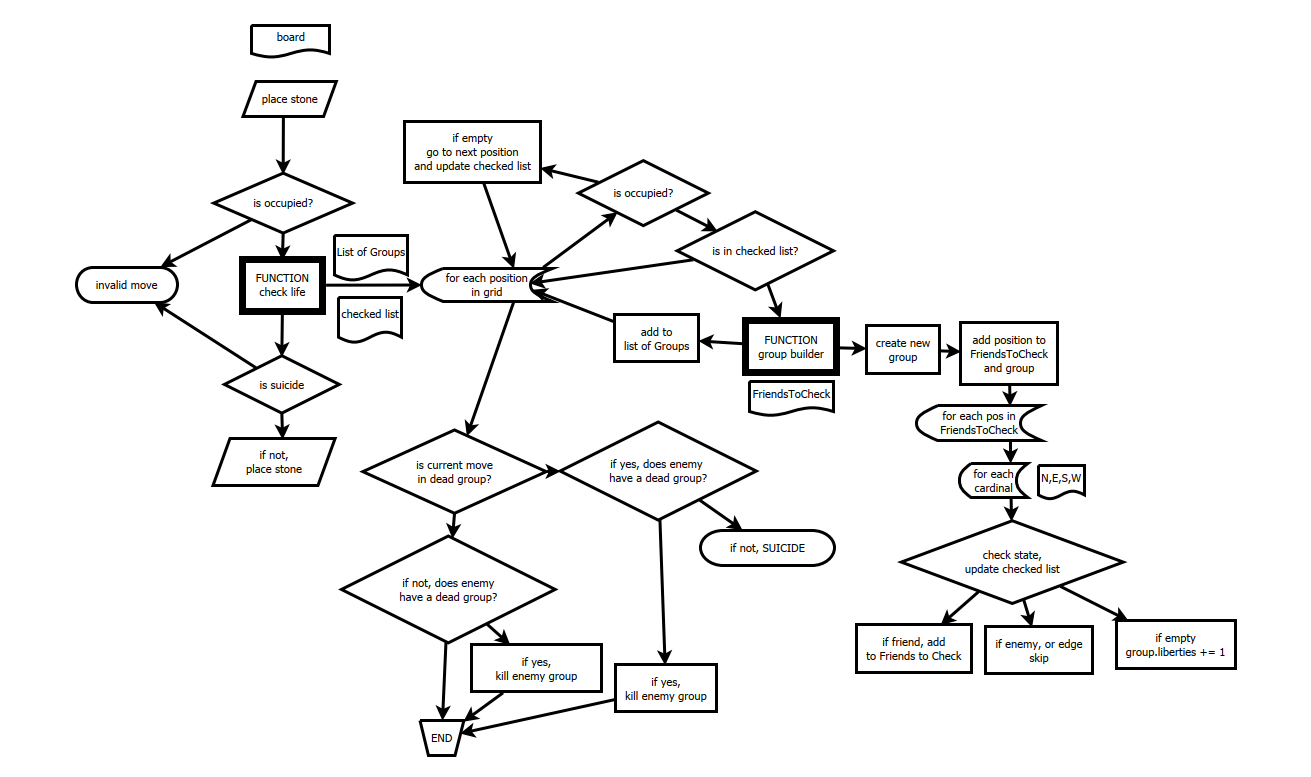 board
place stone
is occupied?
invalid move
FUNCTION
check life
List of Groups
checked list
is suicide
if not,
place stone
if empty
go to next position
and update checked list
is occupied?
is in checked list?
for each position
in grid
add to
list of Groups
FUNCTION
group builder
FriendsToCheck
create new
group
add position to
FriendsToCheck
and group
for each pos in
FriendsToCheck
for each
cardinal
N,E,S,W
check state,
update checked list
if friend, add
to Friends to Check
if enemy, or edge
skip
if empty
group.liberties += 1
is current move
in dead group?
if yes, does enemy
have a dead group?
if not, SUICIDE
if not, does enemy
have a dead group?
if yes,
kill enemy group
if yes,
kill enemy group
END